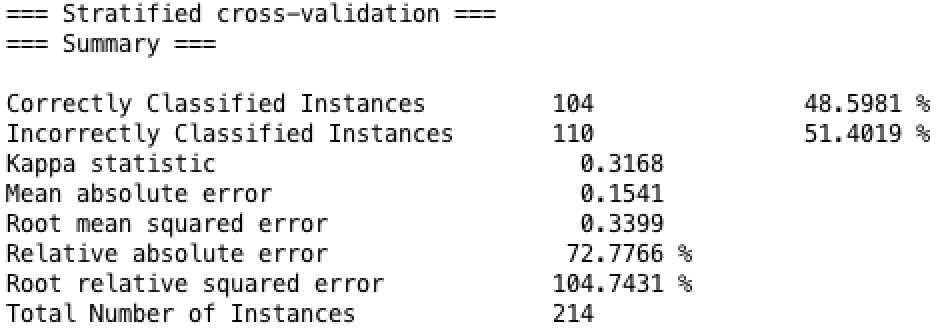 === Stratified cross-validation ===
=== Summary ===
Correctly Classified Instances 104 48.5981 %
Incorrectly Classified Instances 110 51.4019 %
Kappa statistic 0.3168
Mean absolute error 0.1541
Root mean squared error 0.3399
Relative absolute error 72.7766 %
Root relative squared error 104.7431 %
Total Number of Instances 214